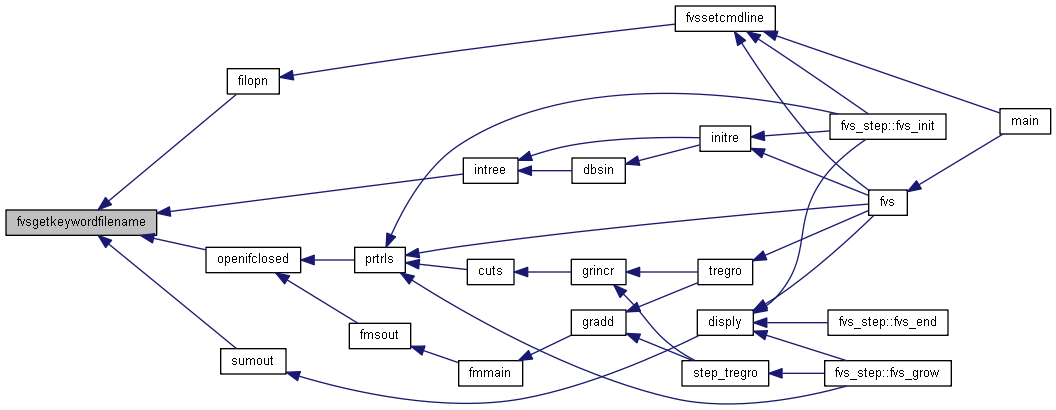 fvssetcmdline
filopn
main
fvs_step::fvs_init
initre
intree
dbsin
fvs
fvsgetkeywordfilename
openifclosed
prtrls
cuts
grincr
tregro
gradd
disply
fvs_step::fvs_end
fmsout
sumout
fmmain
step_tregro
fvs_step::fvs_grow